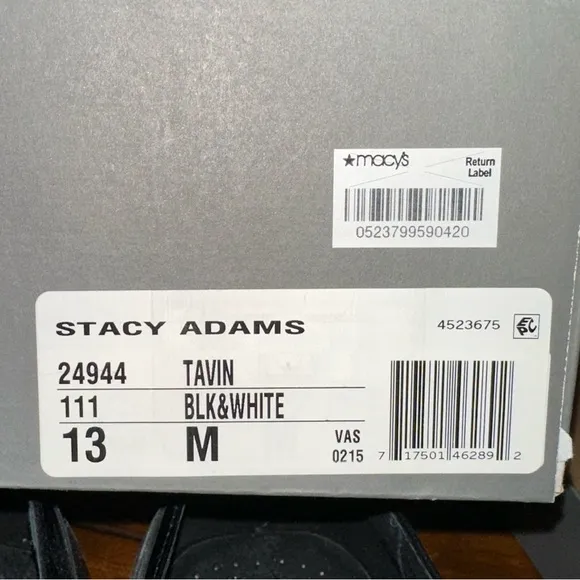 ★macy's Return
Label
0523799590420
STACY ADAMS 4523675 EPC
24944 TAVIN
111 BLK&WHITE
13 M VAS
0215
7 17501 46289 2